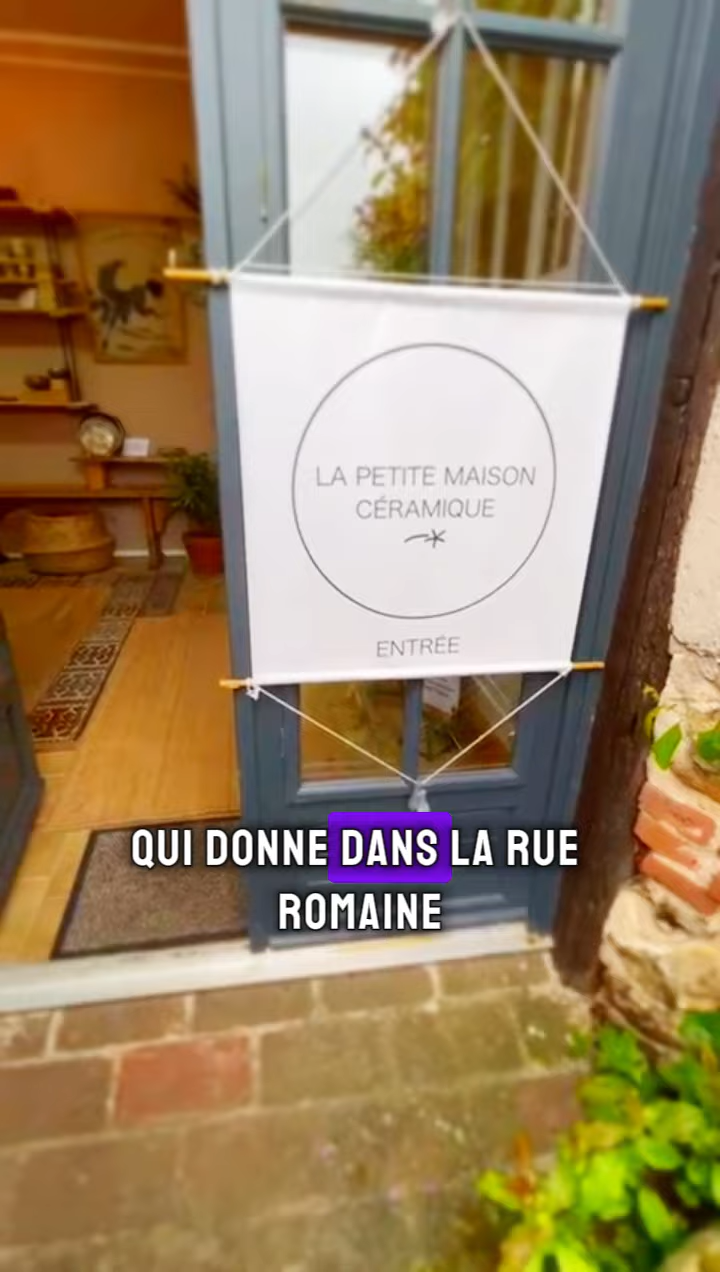 LA PETITE MAISON
CÉRAMIQUE
ENTRÉE
QUI DONNE DANS LA RUE
ROMAINE